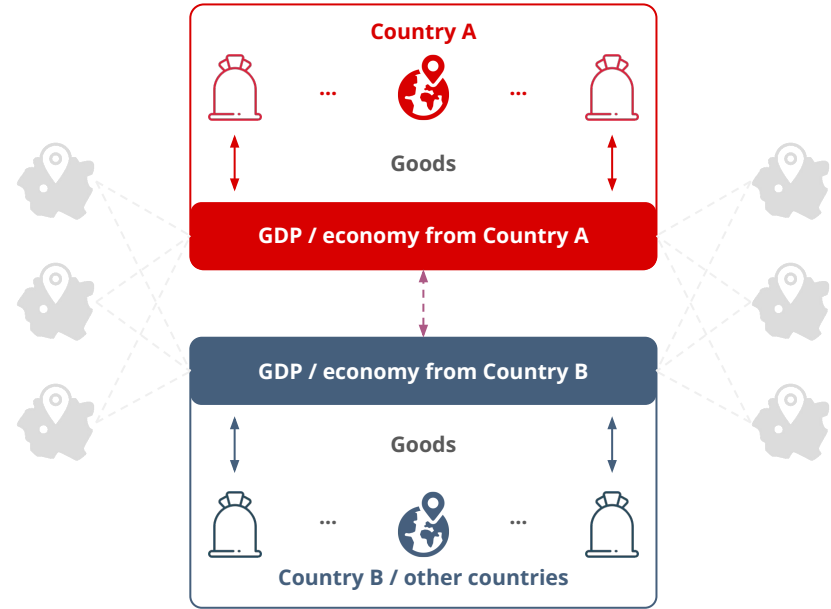 Country A
... ...
Goods
GDP / economy from Country A
GDP / economy from Country B
Goods
... ...
Country B / other countries